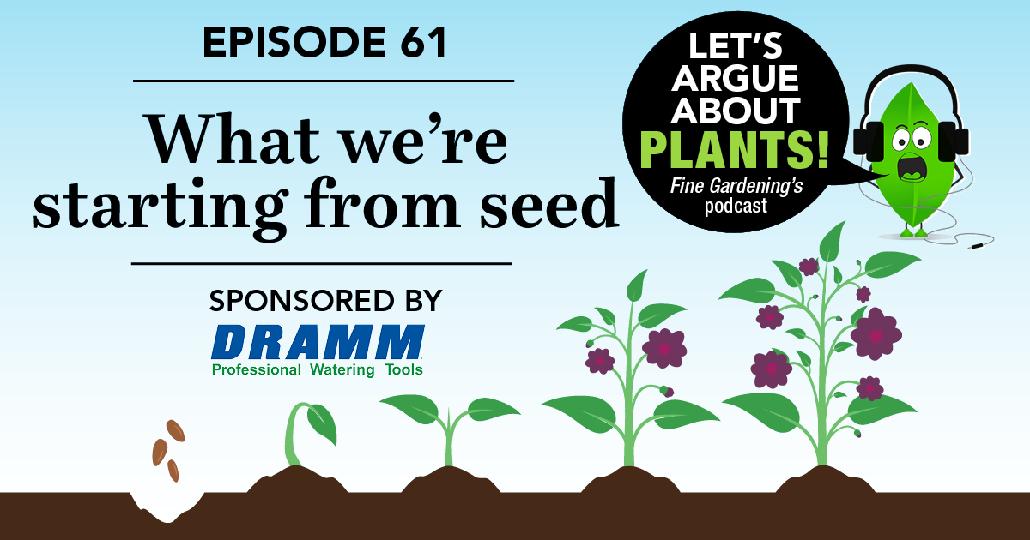 EPISODE 61
What we're
starting from seed
SPONSORED BY
DRAMM
Professional Watering Tools
LET'S
ARGUE
ABOUT
PLANTS!
Fine Gardening's
podcast